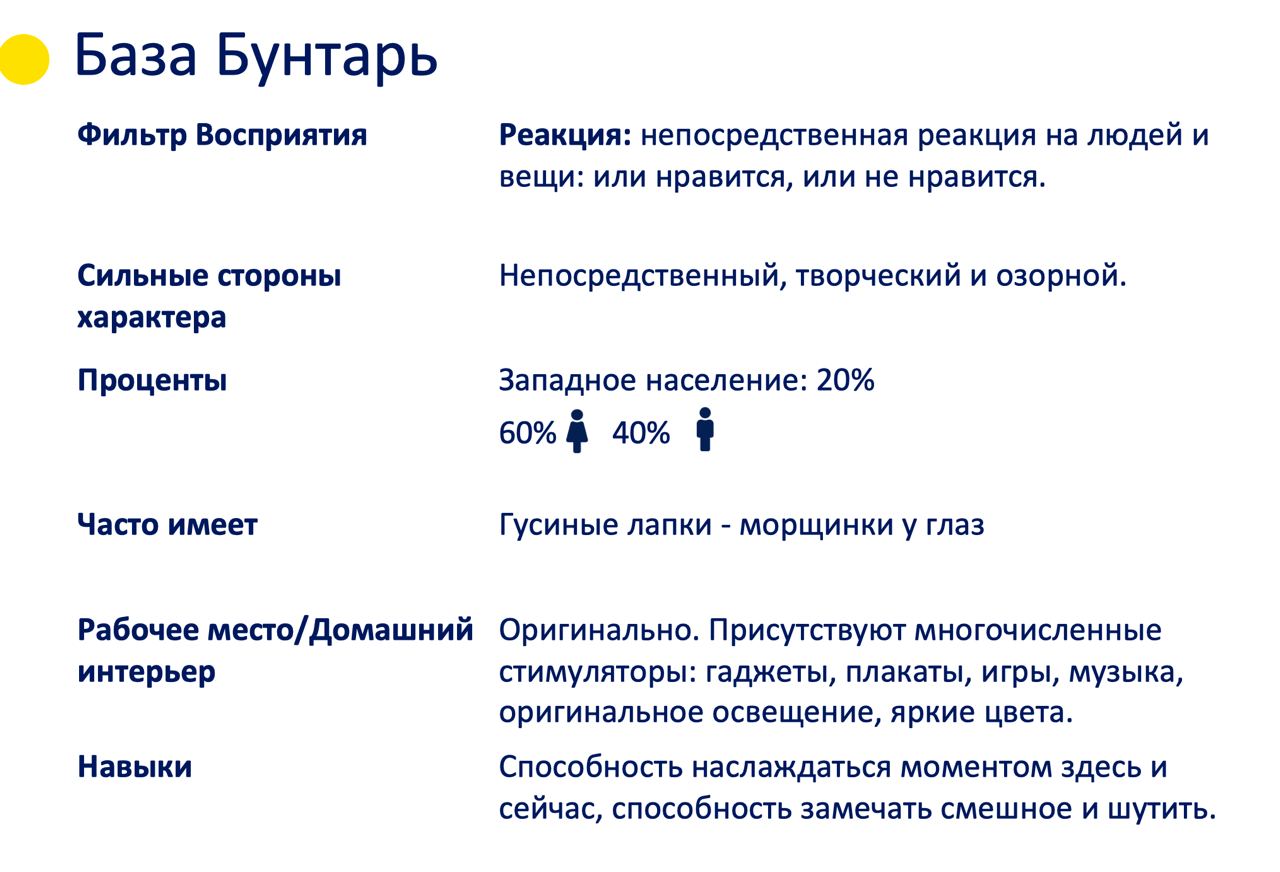 База Бунтарь
Фильтр Восприятия
Реакция: непосредственная реакция на людей и
вещи: или нравится, или не нравится.
Сильные стороны
характера
Непосредственный, творческий и озорной.
Проценты
Западное население: 20%
60% 40%
Часто имеет
Гусиные лапки - морщинки у глаз
Рабочее место/Домашний
интерьер
Оригинально. Присутствуют многочисленные
стимуляторы: гаджеты, плакаты, игры, музыка,
оригинальное освещение, яркие цвета.
Навыки
Способность наслаждаться моментом здесь и
сейчас, способность замечать смешное и шутить.